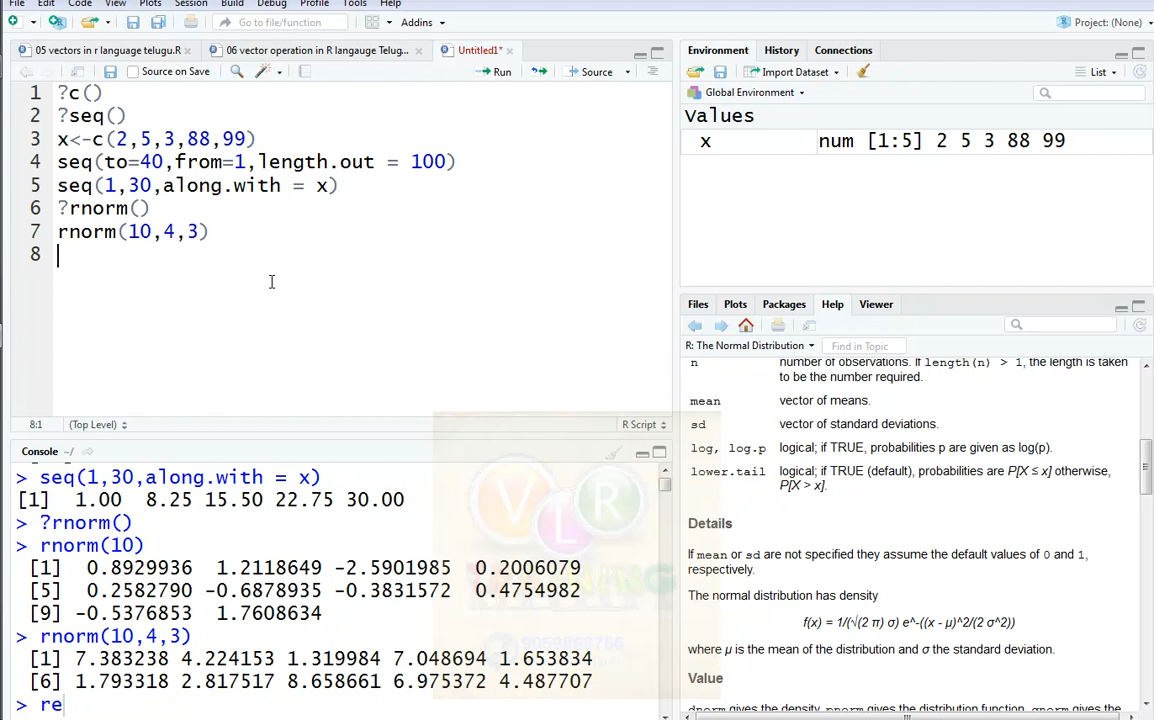 File Edit Code View Plots Session Build Debug Profile Tools Help
Go to file/function Addins Project: (None)
05 vectors in r language telugu.R 06 vector operation in R langauge Telug... Untitled1*
Source on Save Run Source
1 ?c()
2 ?seq()
3 x<-c(2,5,3,88,99)
4 seq(to=40,from=1,length.out = 100)
5 seq(1,30,along.with = x)
6 ?rnorm()
7 rnorm(10,4,3)
8
8:1 (Top Level) R Script
Console ~/
> seq(1,30,along.with = x)
[1] 1.00 8.25 15.50 22.75 30.00
> ?rnorm()
> rnorm(10)
[1] 0.8929936 1.2118649 -2.5901985 0.2006079
[5] 0.2582790 -0.6878935 -0.3831572 0.4754982
[9] -0.5376853 1.7608634
> rnorm(10,4,3)
[1] 7.383238 4.224153 1.319984 7.048694 1.653834
[6] 1.793318 2.817517 8.658661 6.975372 4.487707
> re
VLR
Environment History Connections
Import Dataset List
Global Environment
Values
x num [1:5] 2 5 3 88 99
Files Plots Packages Help Viewer
R: The Normal Distribution Find in Topic
n number of observations. If length(n) > 1, the length is taken
to be the number required.
mean vector of means.
sd vector of standard deviations.
log, log.p logical; if TRUE, probabilities p are given as log(p).
lower.tail logical; if TRUE (default), probabilities are P[X ≤ x] otherwise,
P[X > x].
Details
If mean or sd are not specified they assume the default values of 0 and 1,
respectively.
The normal distribution has density
f(x) = 1/(√(2 π) σ) e^-((x - μ)^2/(2 σ^2))
where μ is the mean of the distribution and σ the standard deviation.
Value
dnorm gives the density, pnorm gives the distribution function, qnorm gives the